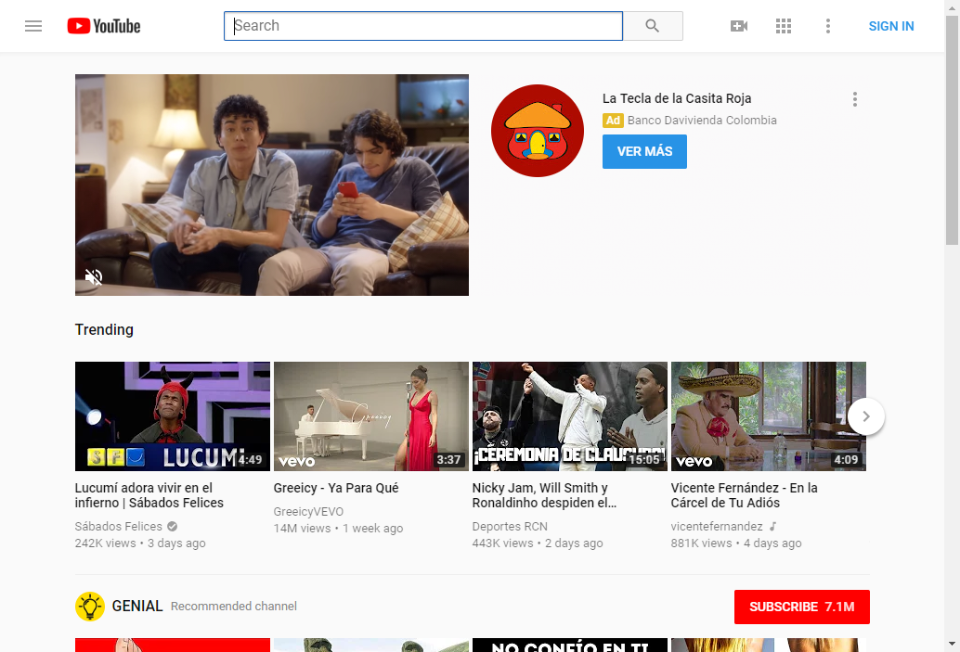 YouTube
Search
SIGN IN
La Tecla de la Casita Roja
Ad Banco Davivienda Colombia
VER MÁS
Trending
SF
LUCUMI
4:49
Greeicy
vevo
3:37
¡CEREMONIA DE CLAUSURA!
15:05
vevo
4:09
Lucumí adora vivir en el
infierno | Sábados Felices
Sábados Felices
242K views • 3 days ago
Greeicy - Ya Para Qué
GreeicyVEVO
14M views • 1 week ago
Nicky Jam, Will Smith y
Ronaldinho despiden el...
Deportes RCN
443K views • 2 days ago
Vicente Fernández - En la
Cárcel de Tu Adiós
vicentefernandez
881K views • 4 days ago
GENIAL Recommended channel
SUBSCRIBE 7.1M
NO CONFÍO EN TI